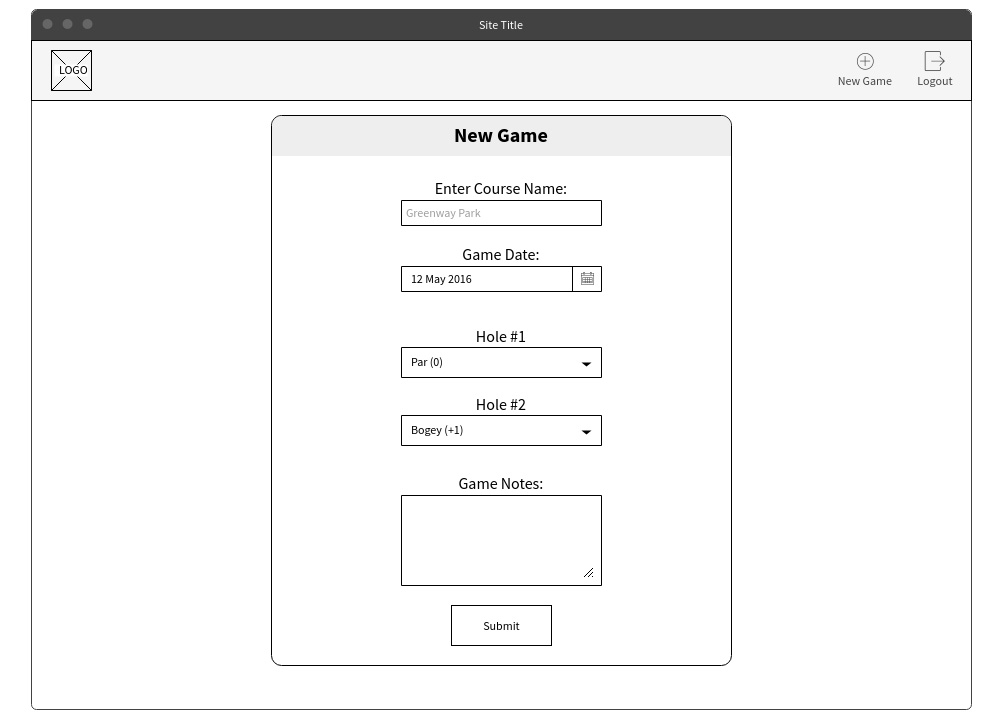 Site Title
LOGO
New Game
Logout
New Game
Enter Course Name:
Greenway Park
Game Date:
12 May 2016
Hole #1
Par (0)
Hole #2
Bogey (+1)
Game Notes:
Submit